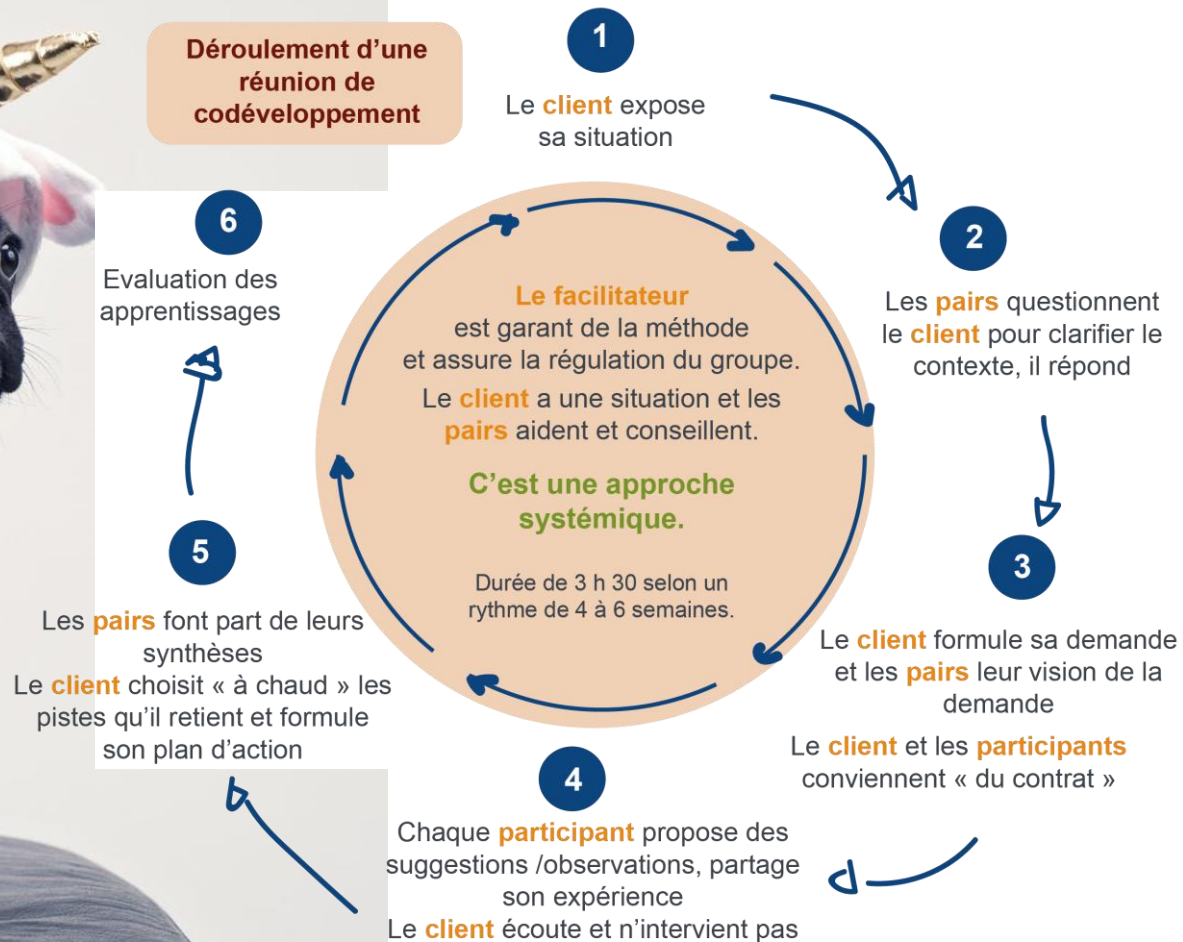 Déroulement d’une
réunion de
codéveloppement
1
Le client expose
sa situation
2
Les pairs questionnent
le client pour clarifier le
contexte, il répond
3
Le client formule sa demande
et les pairs leur vision de la
demande
Le client et les participants
conviennent « du contrat »
4
Chaque participant propose des
suggestions /observations, partage
son expérience
Le client écoute et n’intervient pas
5
Les pairs font part de leurs
synthèses
Le client choisit « à chaud » les
pistes qu’il retient et formule
son plan d’action
6
Evaluation des
apprentissages
Le facilitateur
est garant de la méthode
et assure la régulation du groupe.
Le client a une situation et les
pairs aident et conseillent.
C’est une approche
systémique.
Durée de 3 h 30 selon un
rythme de 4 à 6 semaines.